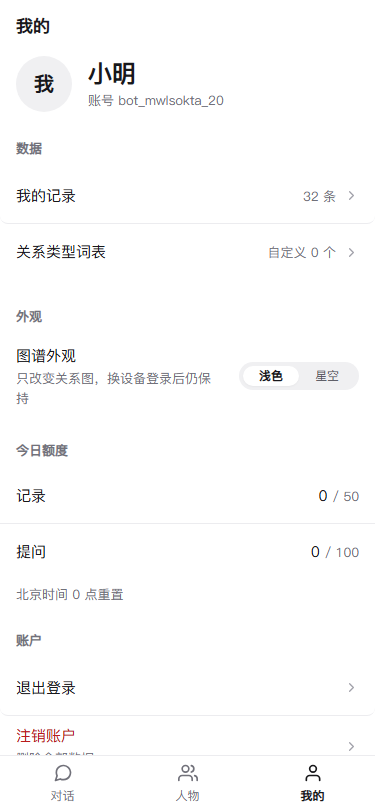 我的
我
小明
账号 bot_mwlsokta_20
数据
我的记录
32 条
关系类型词表
自定义 0 个
外观
图谱外观
只改变关系图，换设备登录后仍保
持
浅色
星空
今日额度
记录
0 / 50
提问
0 / 100
北京时间 0 点重置
账户
退出登录
注销账户
对话
人物
我的